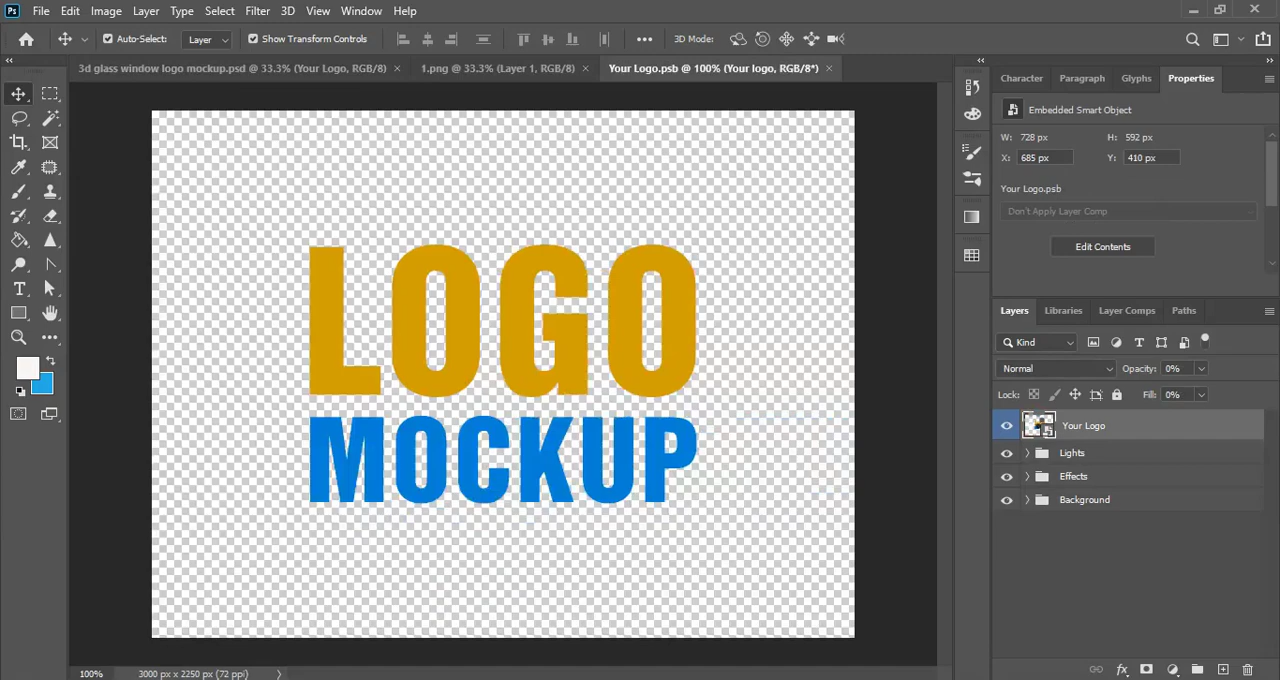 Ps File Edit Image Layer Type Select Filter 3D View Window Help
Auto-Select: Layer Show Transform Controls 3D Mode:
3d glass window logo mockup.psd @ 33.3% (Your Logo, RGB/8) × 1.png @ 33.3% (Layer 1, RGB/8) × Your Logo.psb @ 100% (Your logo, RGB/8*) ×
Character Paragraph Glyphs Properties
Embedded Smart Object
W: 728 px H: 592 px
X: 685 px Y: 410 px
Your Logo.psb
Don't Apply Layer Comp
Edit Contents
LOGO
MOCKUP
Layers Libraries Layer Comps Paths
Kind
Normal Opacity: 0%
Lock: Fill: 0%
Your Logo
Lights
Effects
Background
100% 3000 px x 2250 px (72 ppi)